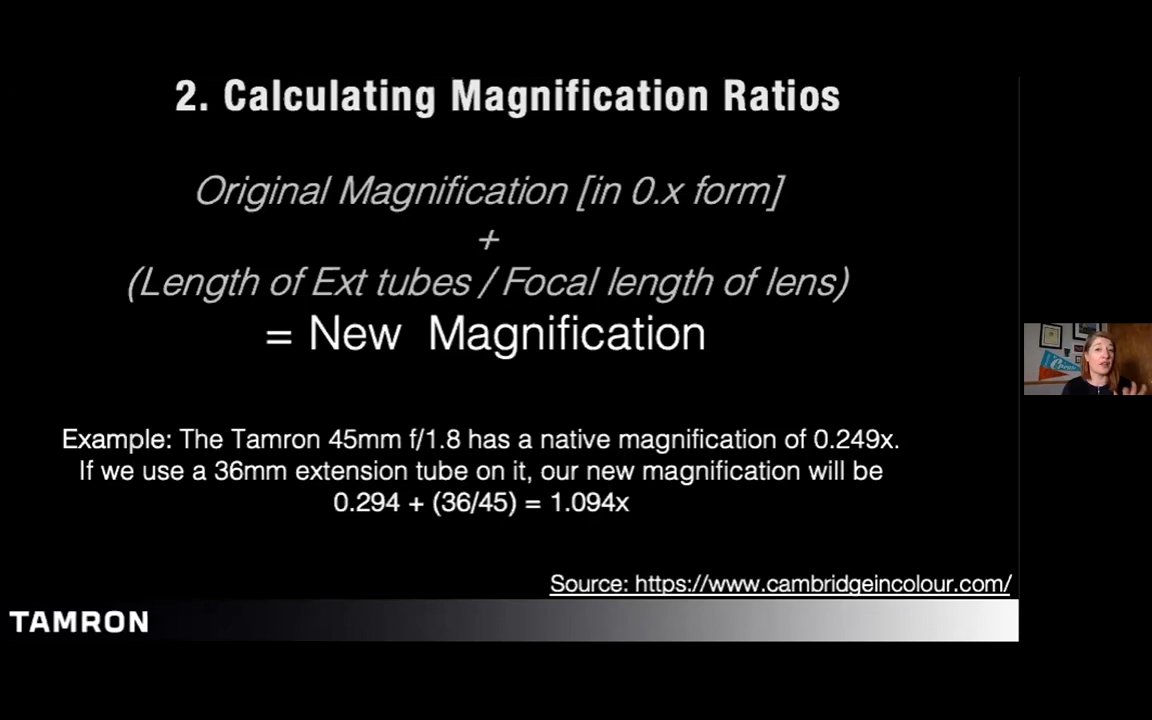 2. Calculating Magnification Ratios
Original Magnification [in 0.x form]
+
(Length of Ext tubes / Focal length of lens)
= New Magnification
Example: The Tamron 45mm f/1.8 has a native magnification of 0.249x.
If we use a 36mm extension tube on it, our new magnification will be
0.294 + (36/45) = 1.094x
Source: https://www.cambridgeincolour.com/
TAMRON